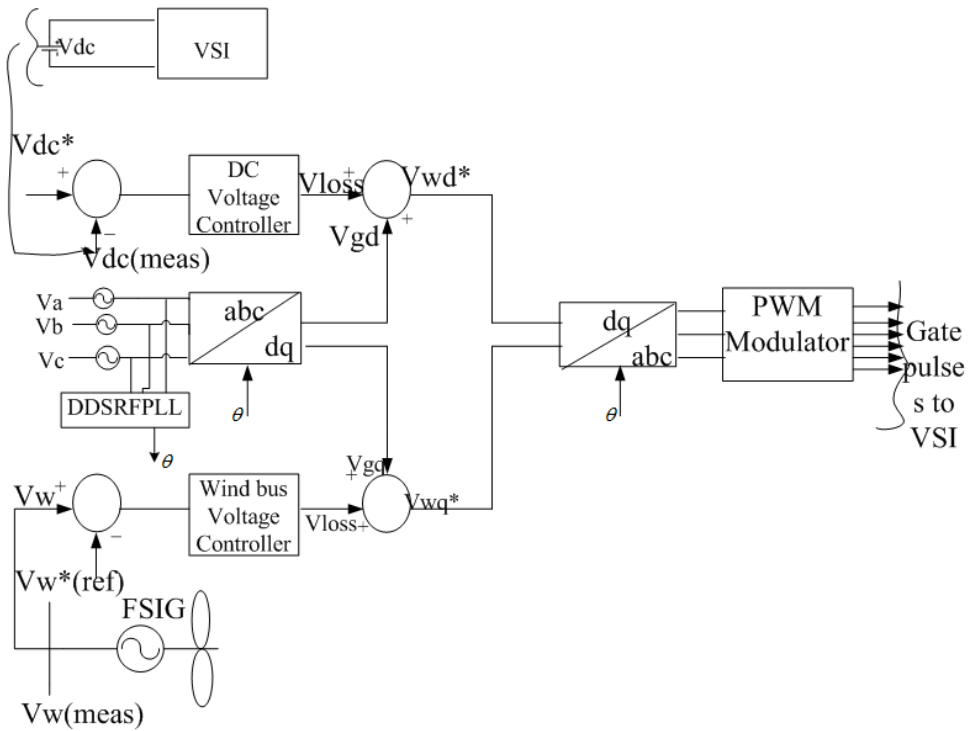 Vdc
VSI
Vdc*
+
−
Vdc(meas)
DC
Voltage
Controller
Vloss
+
Vwd*
+
Vgd
Va
Vb
Vc
abc
dq
θ
DDSRFPLL
θ
dq
abc
θ
PWM
Modulator
Gate
pulse
s to
VSI
Vw
+
−
Vw*(ref)
Wind bus
Voltage
Controller
Vloss+
Vgq
+
Vwq*
FSIG
Vw(meas)